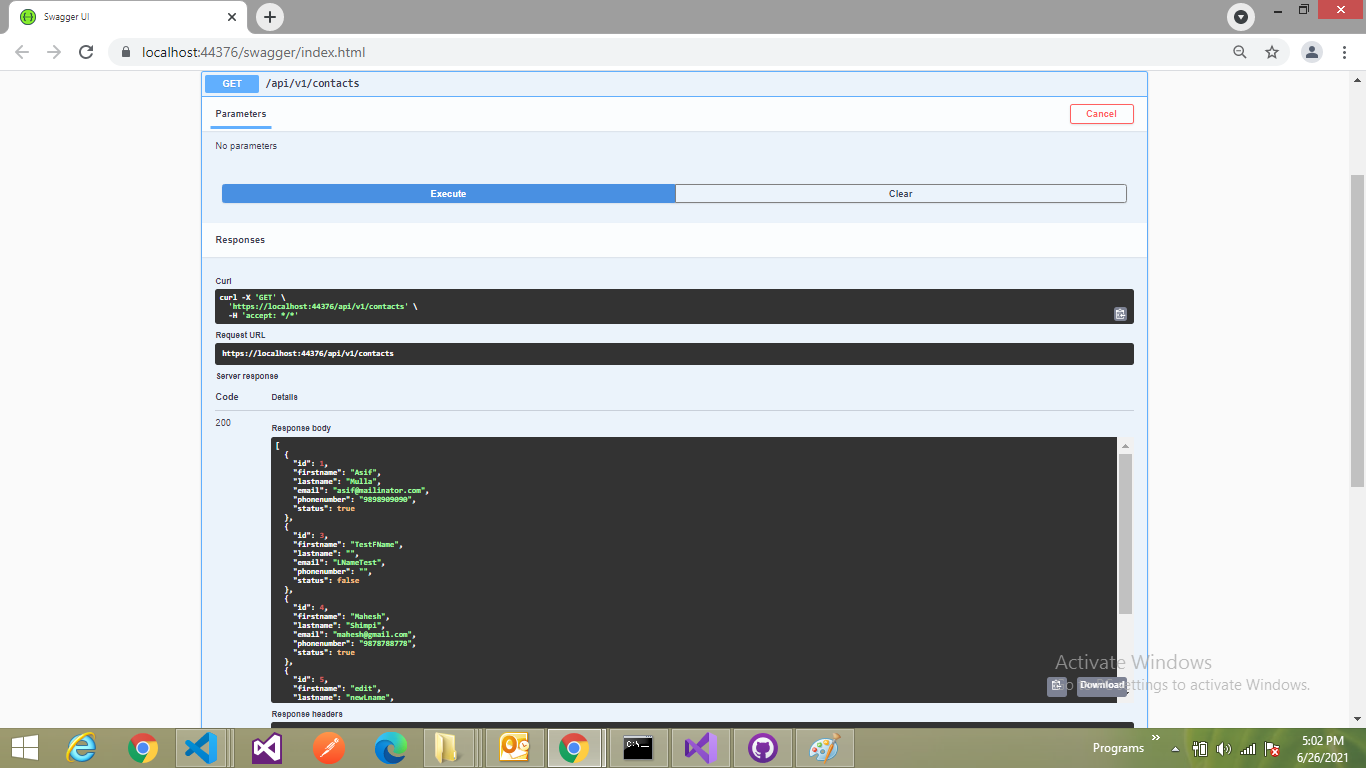 Swagger UI
localhost:44376/swagger/index.html
GET /api/v1/contacts
Parameters
Cancel
No parameters
Execute
Clear
Responses
Curl
curl -X 'GET' \
'https://localhost:44376/api/v1/contacts' \
-H 'accept: */*'
Request URL
https://localhost:44376/api/v1/contacts
Server response
Code Details
200
Response body
[
{
"id": 1,
"firstname": "Asif",
"lastname": "Mulla",
"email": "asif@mailinator.com",
"phonenumber": "9898909090",
"status": true
},
{
"id": 3,
"firstname": "TestFName",
"lastname": "",
"email": "LNameTest",
"phonenumber": "",
"status": false
},
{
"id": 4,
"firstname": "Mahesh",
"lastname": "Shimpi",
"email": "mahesh@gmail.com",
"phonenumber": "9878788778",
"status": true
},
{
"id": 5,
"firstname": "edit",
"lastname": "newLname",
Download
Activate Windows
settings to activate Windows.
Response headers
C:\_
Programs
5:02 PM
6/26/2021